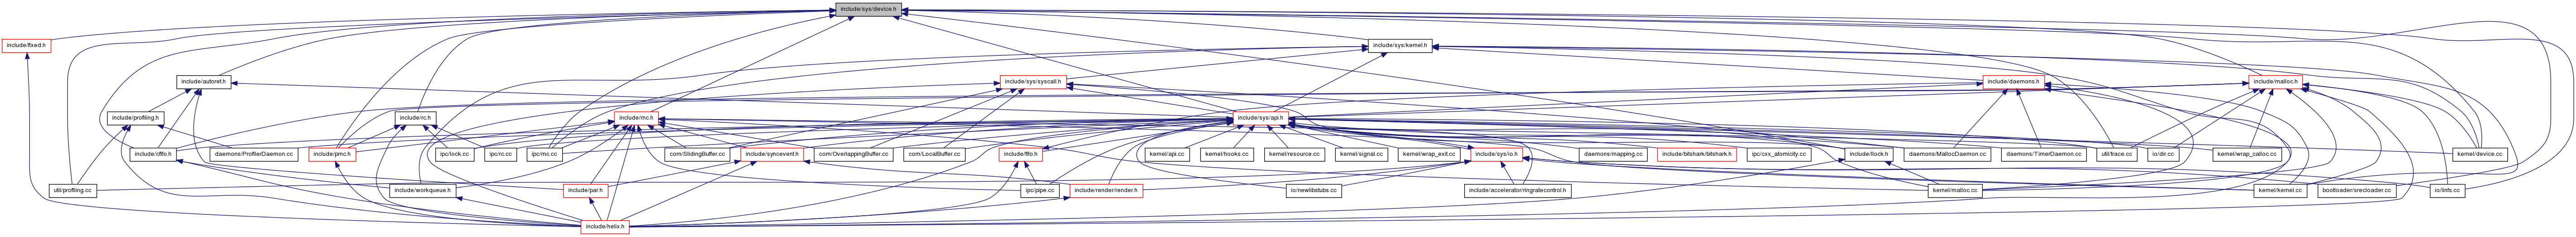 include/sys/device.h
include/fixed.h
include/sys/kernel.h
include/autoref.h
include/sys/syscall.h
include/daemons.h
include/malloc.h
include/profiling.h
include/rc.h
include/mc.h
include/sys/api.h
include/cfifo.h
daemons/ProfilerDaemon.cc
include/pmc.h
ipc/lock.cc
ipc/rc.cc
ipc/mc.cc
com/SlidingBuffer.cc
include/syncevent.h
com/OverlappingBuffer.cc
com/LocalBuffer.cc
include/fifo.h
kernel/api.cc
kernel/hooks.cc
kernel/resource.cc
kernel/signal.cc
kernel/wrap_exit.cc
include/sys/io.h
daemons/mapping.cc
include/bitshark/bitshark.h
ipc/cxx_atomicity.cc
include/flock.h
daemons/MallocDaemon.cc
daemons/TimerDaemon.cc
util/trace.cc
io/dir.cc
kernel/wrap_calloc.cc
kernel/device.cc
util/profiling.cc
include/workqueue.h
include/par.h
ipc/pipe.cc
include/render/render.h
io/newlibstubs.cc
include/accelerator/ringratecontrol.h
kernel/malloc.cc
kernel/kernel.cc
bootloader/srecloader.cc
io/linfs.cc
include/helix.h